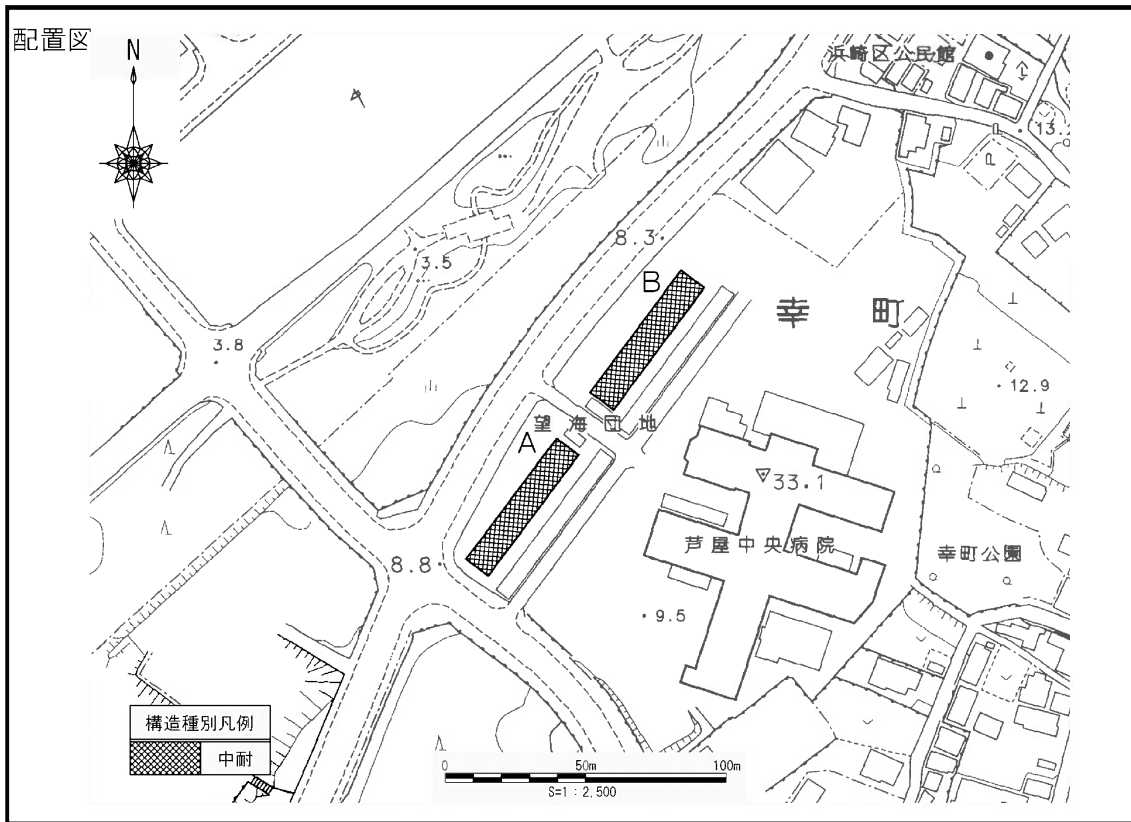 配置図
N
浜崎区公民館
13.
8.3
3.5
B
幸町
3.8
12.9
望海団地
A
33.1
芦屋中央病院
8.8
幸町公園
9.5
構造種別凡例
中耐
0 50m 100m
S=1:2,500